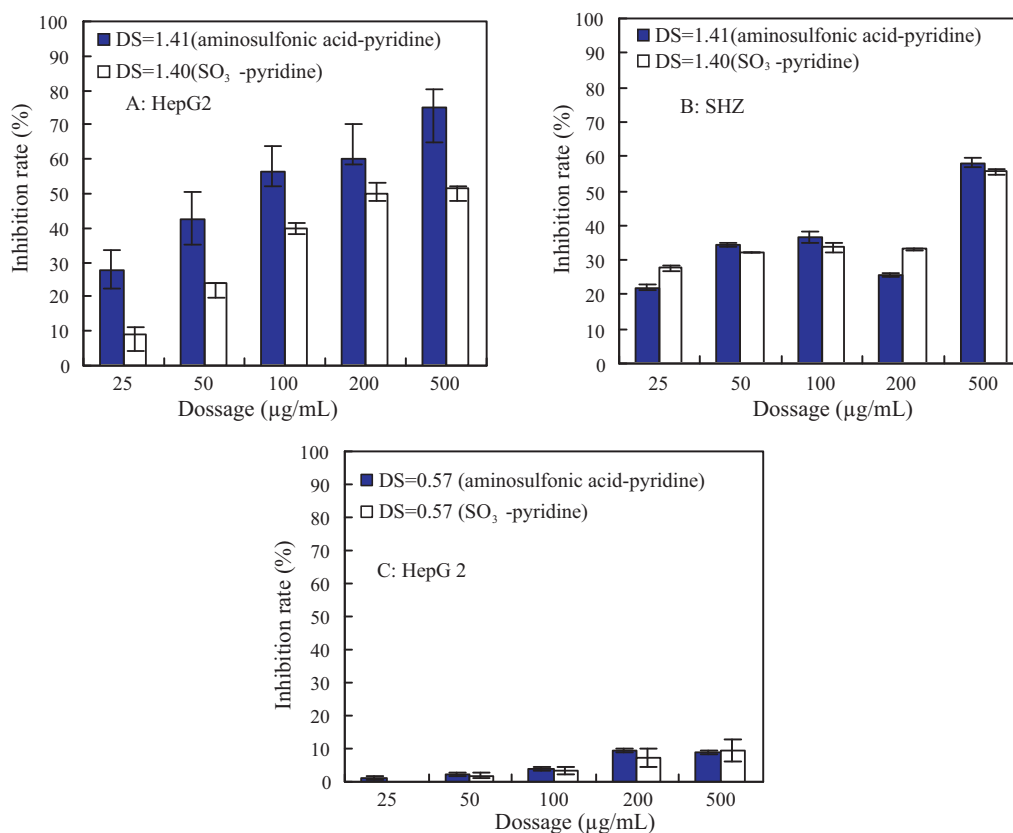 DS=1.41(aminosulfonic acid-pyridine)
DS=1.40(SO₃ -pyridine)
A: HepG2
Inhibition rate (%)
100
90
80
70
60
50
40
30
20
10
0
25 50 100 200 500
Dossage (µg/mL)
DS=1.41(aminosulfonic acid-pyridine)
DS=1.40(SO₃ -pyridine)
B: SHZ
Inhibition rate (%)
100
90
80
70
60
50
40
30
20
10
0
25 50 100 200 500
Dossage (µg/mL)
DS=0.57 (aminosulfonic acid-pyridine)
DS=0.57 (SO₃ -pyridine)
C: HepG 2
Inhibition rate (%)
100
90
80
70
60
50
40
30
20
10
0
25 50 100 200 500
Dossage (µg/mL)